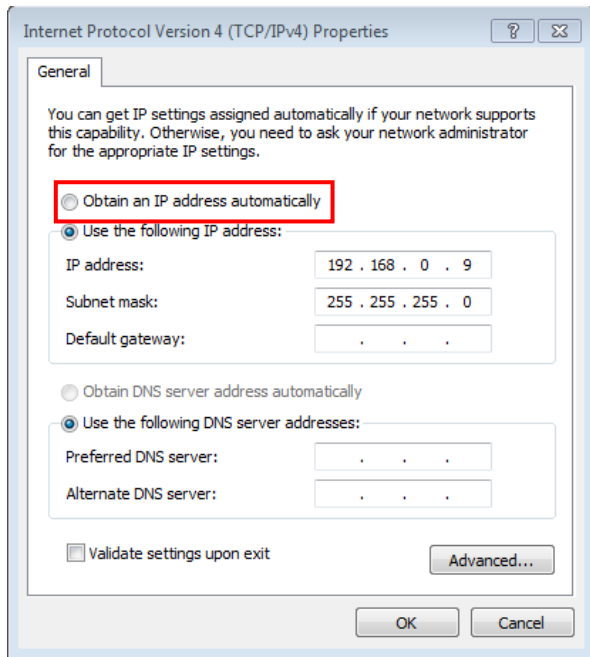 Internet Protocol Version 4 (TCP/IPv4) Properties
General
You can get IP settings assigned automatically if your network supports
this capability. Otherwise, you need to ask your network administrator
for the appropriate IP settings.
Obtain an IP address automatically
Use the following IP address:
IP address: 192 . 168 . 0 . 9
Subnet mask: 255 . 255 . 255 . 0
Default gateway: . . .
Obtain DNS server address automatically
Use the following DNS server addresses:
Preferred DNS server: . . .
Alternate DNS server: . . .
Validate settings upon exit
Advanced...
OK Cancel